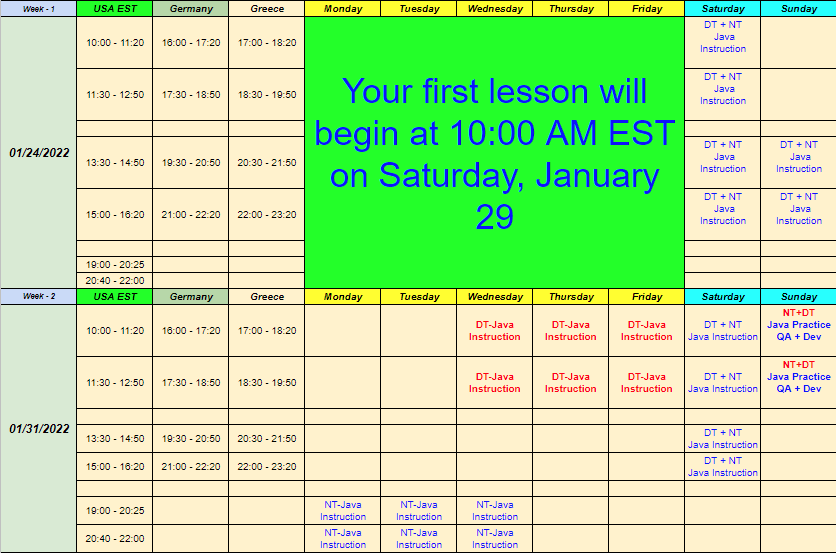 Week - 1 USA EST Germany Greece Monday Tuesday Wednesday Thursday Friday Saturday Sunday
DT + NT
10:00 - 11:20 16:00 - 17:20 17:00 - 18:20 Java
Instruction
DT + NT
11:30 - 12:50 17:30 - 18:50 18:30 - 19:50 Java
Instruction
Your first lesson will
begin at 10:00 AM EST
on Saturday, January
29
01/24/2022
DT + NT DT + NT
13:30 - 14:50 19:30 - 20:50 20:30 - 21:50 Java Java
Instruction Instruction
DT + NT DT + NT
15:00 - 16:20 21:00 - 22:20 22:00 - 23:20 Java Java
Instruction Instruction
19:00 - 20:25
20:40 - 22:00
Week - 2 USA EST Germany Greece Monday Tuesday Wednesday Thursday Friday Saturday Sunday
NT+DT
10:00 - 11:20 16:00 - 17:20 17:00 - 18:20 DT-Java DT-Java DT-Java DT + NT Java Practice
Instruction Instruction Instruction Java Instruction QA + Dev
NT+DT
11:30 - 12:50 17:30 - 18:50 18:30 - 19:50 DT-Java DT-Java DT-Java DT + NT Java Practice
Instruction Instruction Instruction Java Instruction QA + Dev
01/31/2022
13:30 - 14:50 19:30 - 20:50 20:30 - 21:50 DT + NT
Java Instruction
15:00 - 16:20 21:00 - 22:20 22:00 - 23:20 DT + NT
Java Instruction
19:00 - 20:25 NT-Java NT-Java NT-Java
Instruction Instruction Instruction
20:40 - 22:00 NT-Java NT-Java NT-Java
Instruction Instruction Instruction